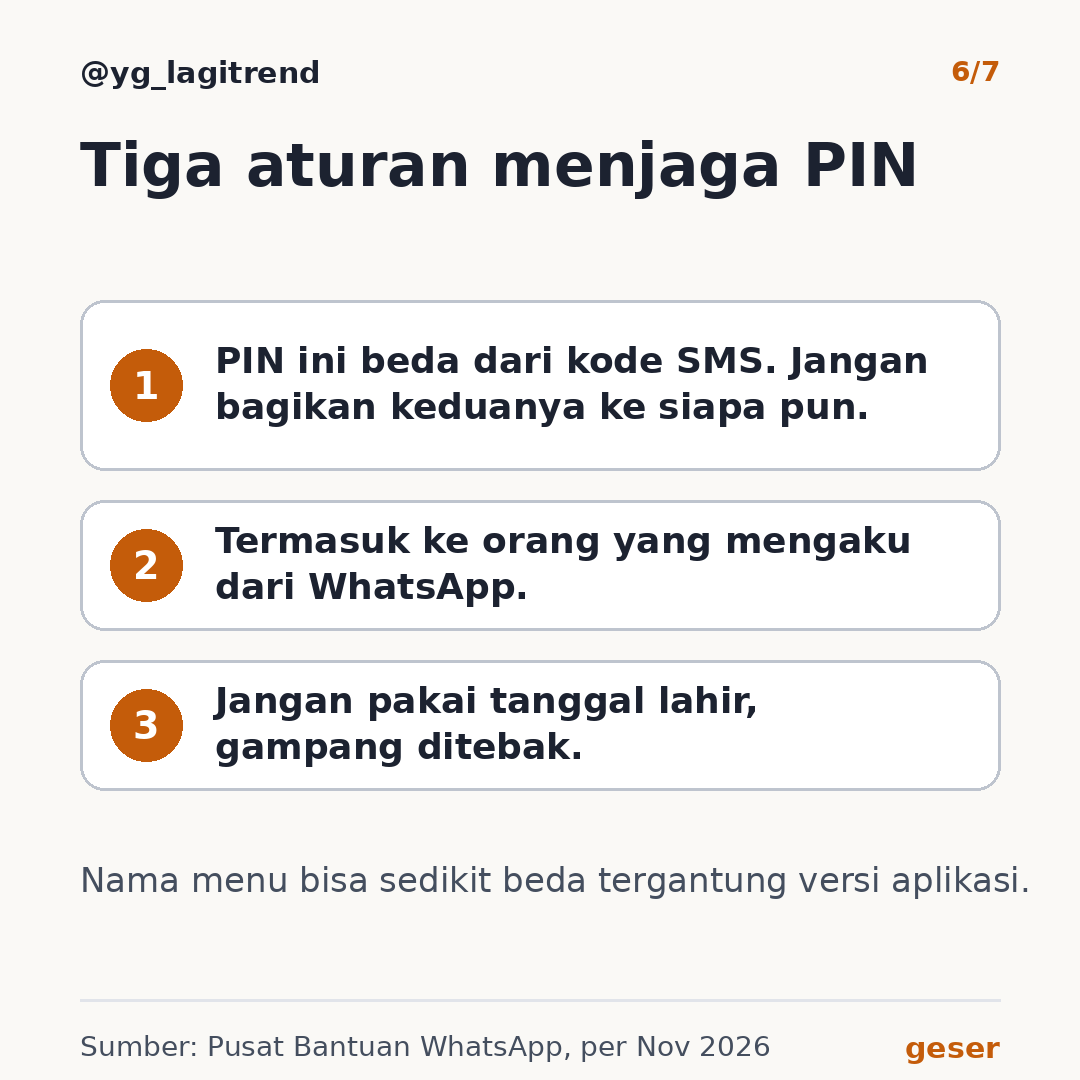 @yg_lagitrend
6/7
Tiga aturan menjaga PIN
1
PIN ini beda dari kode SMS. Jangan
bagikan keduanya ke siapa pun.
2
Termasuk ke orang yang mengaku
dari WhatsApp.
3
Jangan pakai tanggal lahir,
gampang ditebak.
Nama menu bisa sedikit beda tergantung versi aplikasi.
Sumber: Pusat Bantuan WhatsApp, per Nov 2026
geser